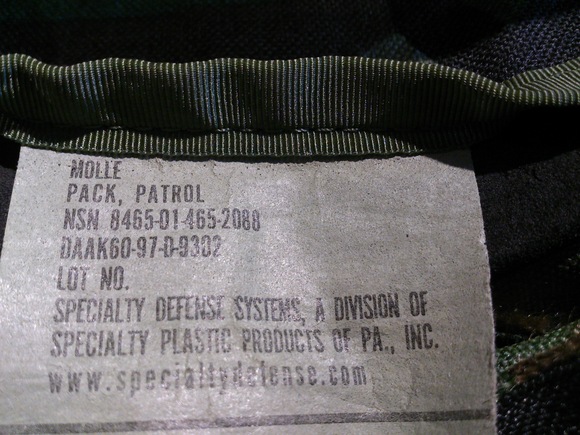 MOLLE
PACK, PATROL
NSN 8465-01-465-2088
DAAK60-97-D-9302
LOT NO.
SPECIALTY DEFENSE SYSTEMS, A DIVISION OF
SPECIALTY PLASTIC PRODUCTS OF PA., INC.
www.specialtydefense.com